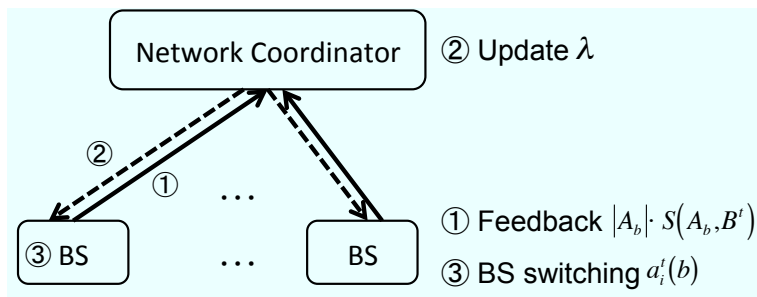 Network Coordinator
② Update λ
②
①
...
① Feedback |A_b|· S(A_b,B^t)
③ BS
...
BS
③ BS switching a_i^t(b)